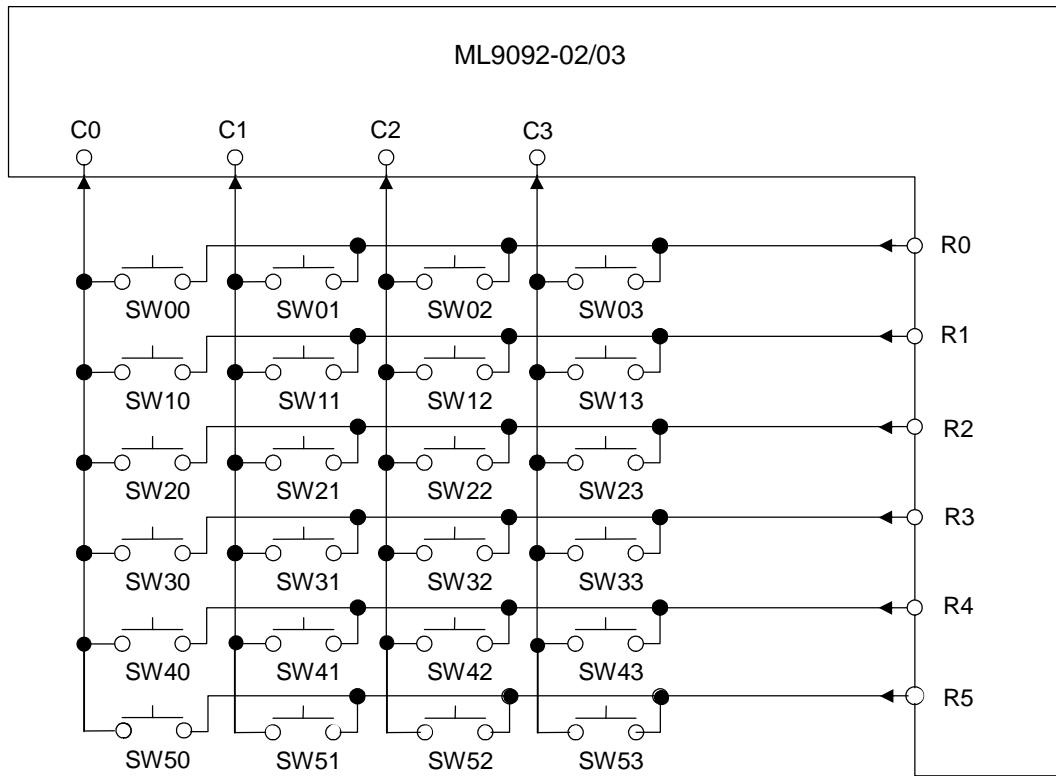 ML9092-02/03
C0 C1 C2 C3
R0
SW00 SW01 SW02 SW03
R1
SW10 SW11 SW12 SW13
R2
SW20 SW21 SW22 SW23
R3
SW30 SW31 SW32 SW33
R4
SW40 SW41 SW42 SW43
R5
SW50 SW51 SW52 SW53